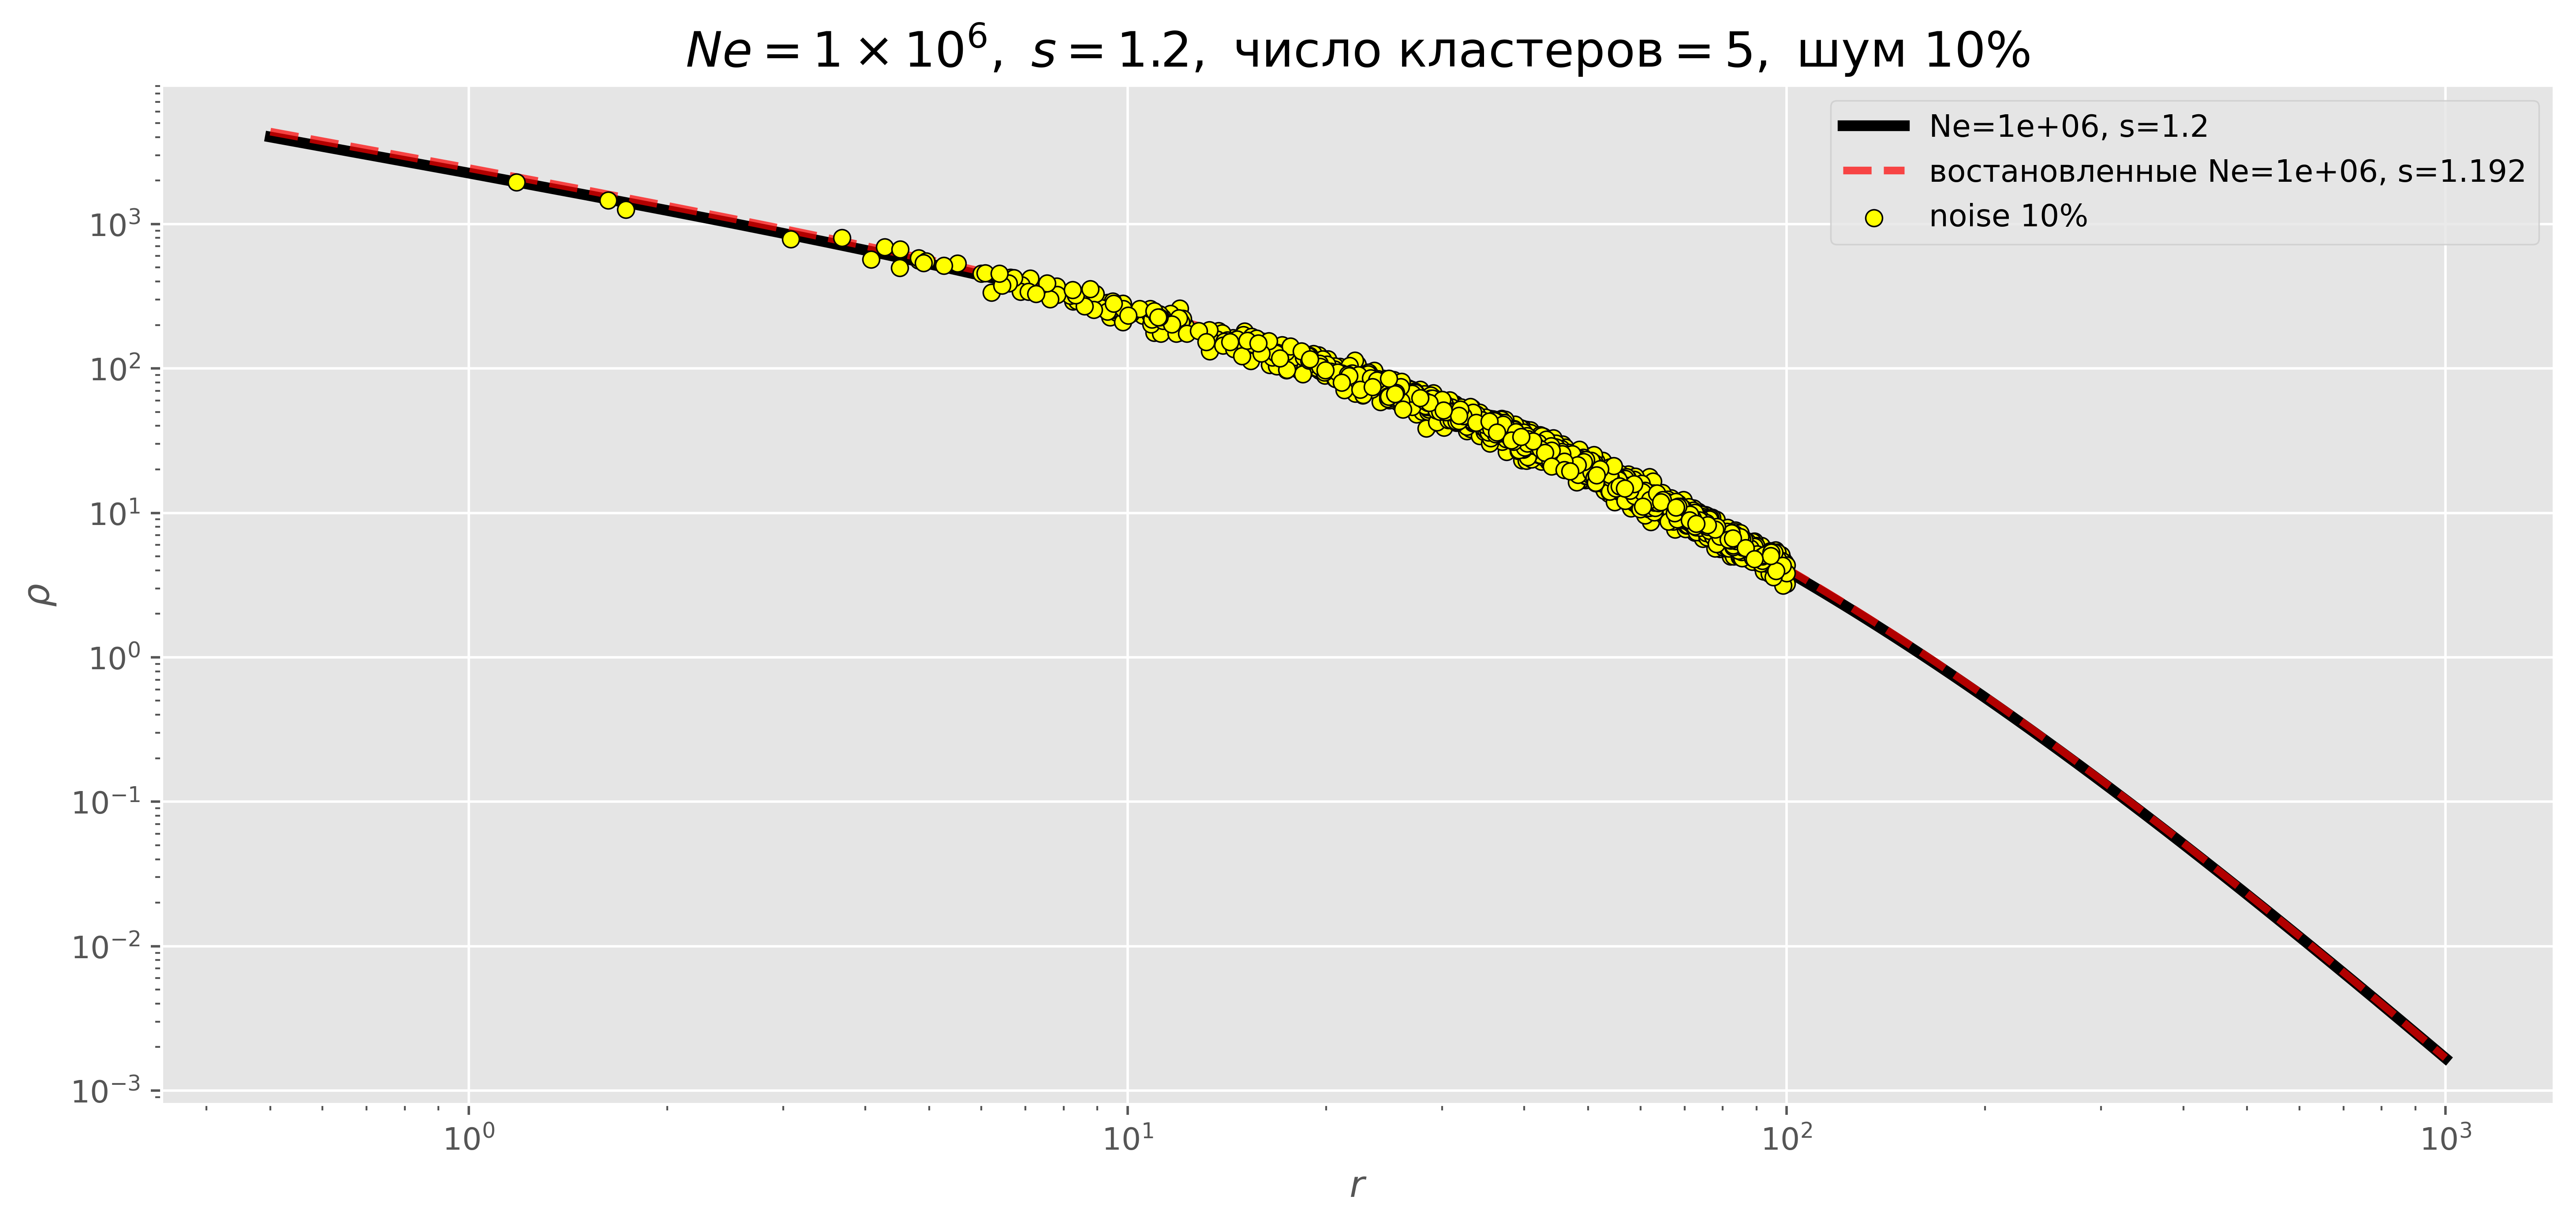 Ne = 1 × 10⁶, s = 1.2, число кластеров = 5, шум 10%
Ne=1e+06, s=1.2
востановленные Ne=1e+06, s=1.192
noise 10%
10³
10²
10¹
10⁰
10⁻¹
10⁻²
10⁻³
ρ
10⁰ 10¹ 10² 10³
r